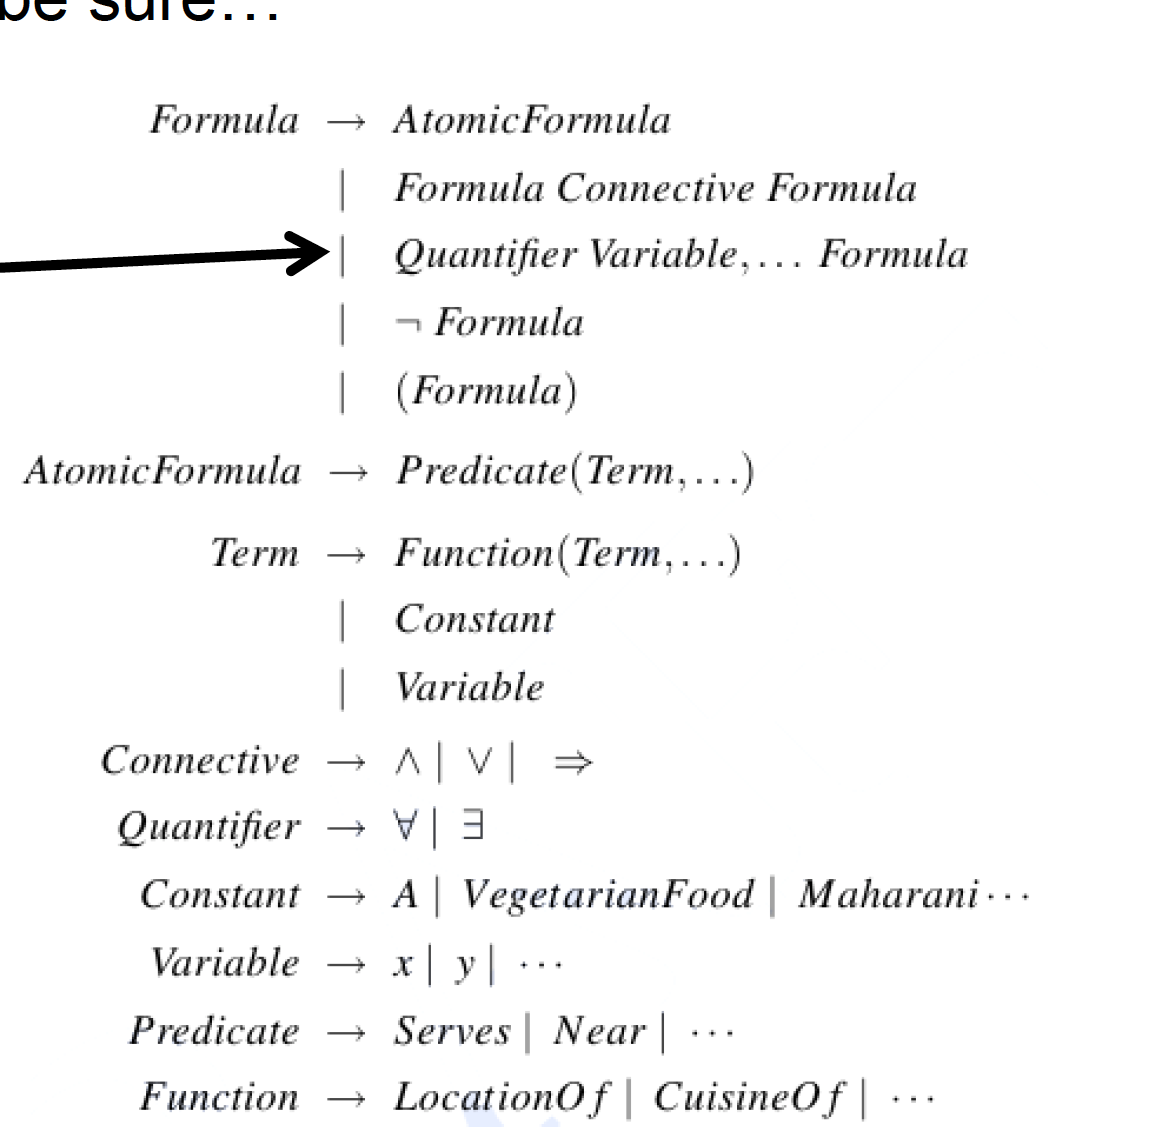 be sure…
Formula → AtomicFormula
| Formula Connective Formula
| Quantifier Variable,… Formula
| ¬ Formula
| (Formula)
AtomicFormula → Predicate(Term,…)
Term → Function(Term,…)
| Constant
| Variable
Connective → ∧ | ∨ | ⇒
Quantifier → ∀ | ∃
Constant → A | VegetarianFood | Maharani⋯
Variable → x | y | ⋯
Predicate → Serves | Near | ⋯
Function → LocationOf | CuisineOf | ⋯